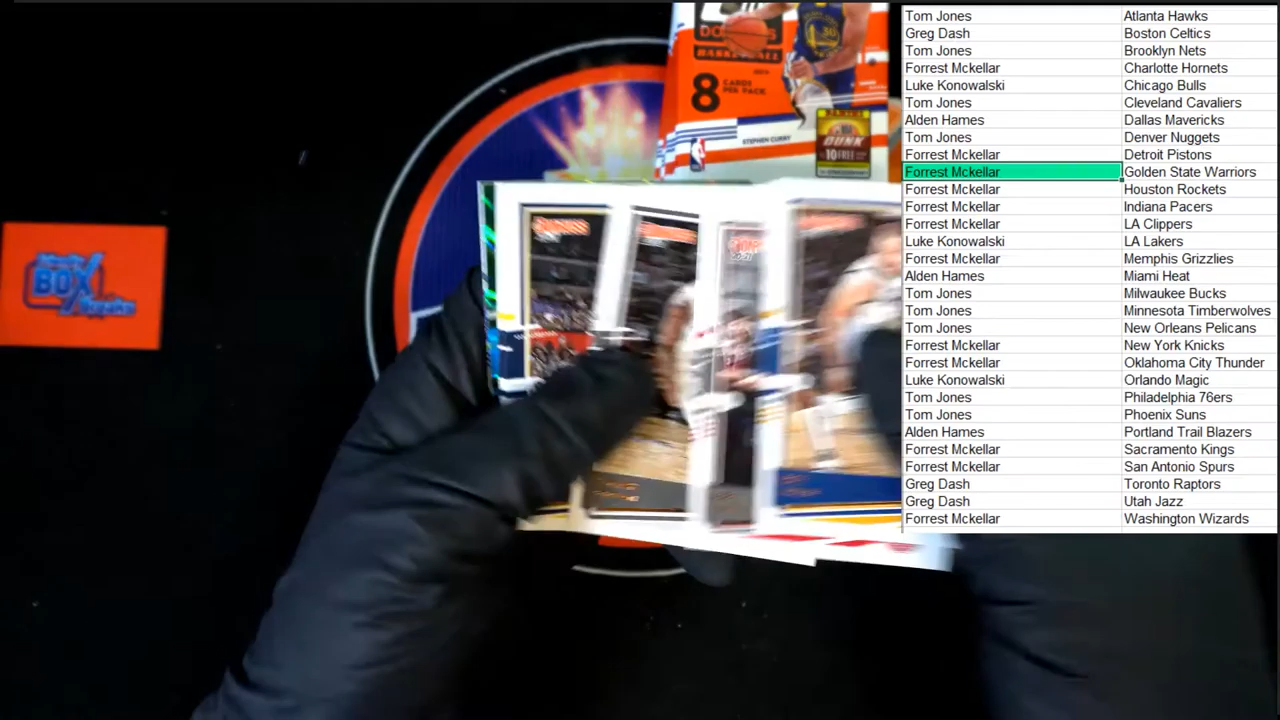 BASKETBALL
8 CARDS PER PACK
STEPHEN CURRY
PANINI
DUNK
10 FREE
BOX
Breaks
Tom Jones Atlanta Hawks
Greg Dash Boston Celtics
Tom Jones Brooklyn Nets
Forrest Mckellar Charlotte Hornets
Luke Konowalski Chicago Bulls
Tom Jones Cleveland Cavaliers
Alden Hames Dallas Mavericks
Tom Jones Denver Nuggets
Forrest Mckellar Detroit Pistons
Forrest Mckellar Golden State Warriors
Forrest Mckellar Houston Rockets
Forrest Mckellar Indiana Pacers
Forrest Mckellar LA Clippers
Luke Konowalski LA Lakers
Forrest Mckellar Memphis Grizzlies
Alden Hames Miami Heat
Tom Jones Milwaukee Bucks
Tom Jones Minnesota Timberwolves
Tom Jones New Orleans Pelicans
Forrest Mckellar New York Knicks
Forrest Mckellar Oklahoma City Thunder
Luke Konowalski Orlando Magic
Tom Jones Philadelphia 76ers
Tom Jones Phoenix Suns
Alden Hames Portland Trail Blazers
Forrest Mckellar Sacramento Kings
Forrest Mckellar San Antonio Spurs
Greg Dash Toronto Raptors
Greg Dash Utah Jazz
Forrest Mckellar Washington Wizards